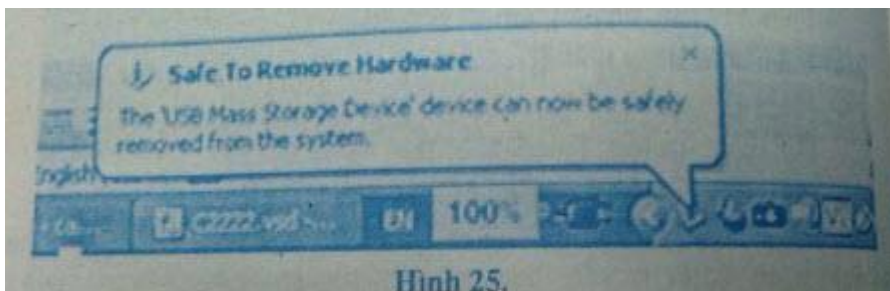 Safe To Remove Hardware
The 'USB Mass Storage Device' device can now be safely
removed from the system.
English
EN
100%
Hình 25.